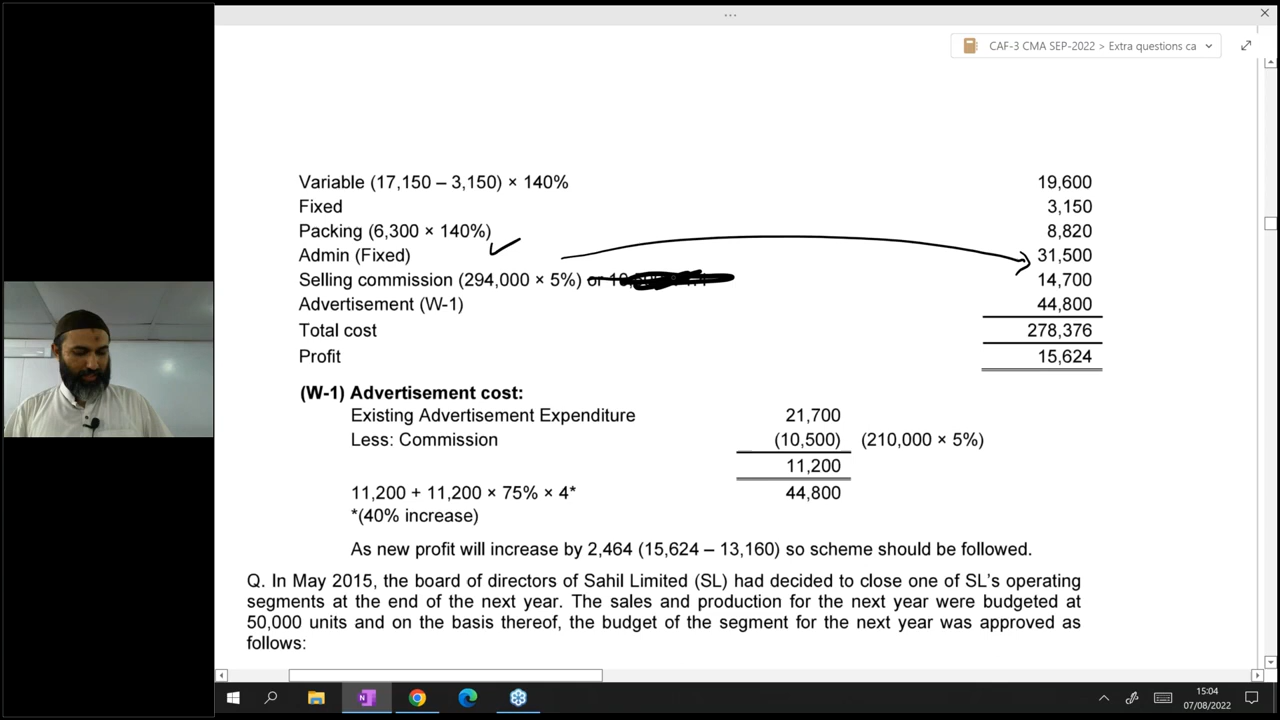 CAF-3 CMA SEP-2022 > Extra questions ca
Variable (17,150 – 3,150) × 140% 19,600
Fixed 3,150
Packing (6,300 × 140%) 8,820
Admin (Fixed) 31,500
Selling commission (294,000 × 5%) or 14,700
Advertisement (W-1) 44,800
Total cost 278,376
Profit 15,624
(W-1) Advertisement cost:
Existing Advertisement Expenditure 21,700
Less: Commission (10,500) (210,000 × 5%)
11,200
11,200 + 11,200 × 75% × 4* 44,800
*(40% increase)
As new profit will increase by 2,464 (15,624 – 13,160) so scheme should be followed.
Q. In May 2015, the board of directors of Sahil Limited (SL) had decided to close one of SL's operating
segments at the end of the next year. The sales and production for the next year were budgeted at
50,000 units and on the basis thereof, the budget of the segment for the next year was approved as
follows:
15:04
07/08/2022